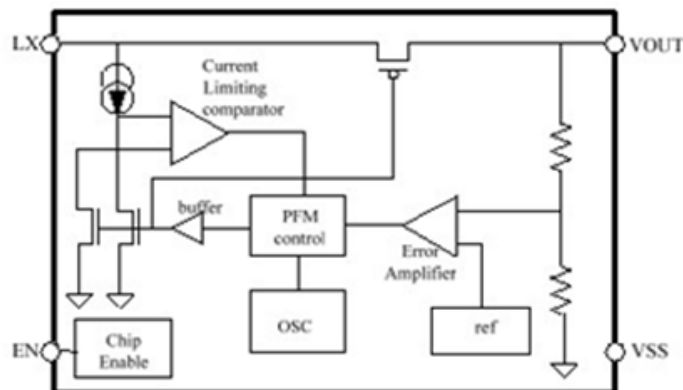 LX
VOUT
Current
Limiting
comparator
buffer
PFM
control
Error
Amplifier
OSC
ref
EN
Chip
Enable
VSS